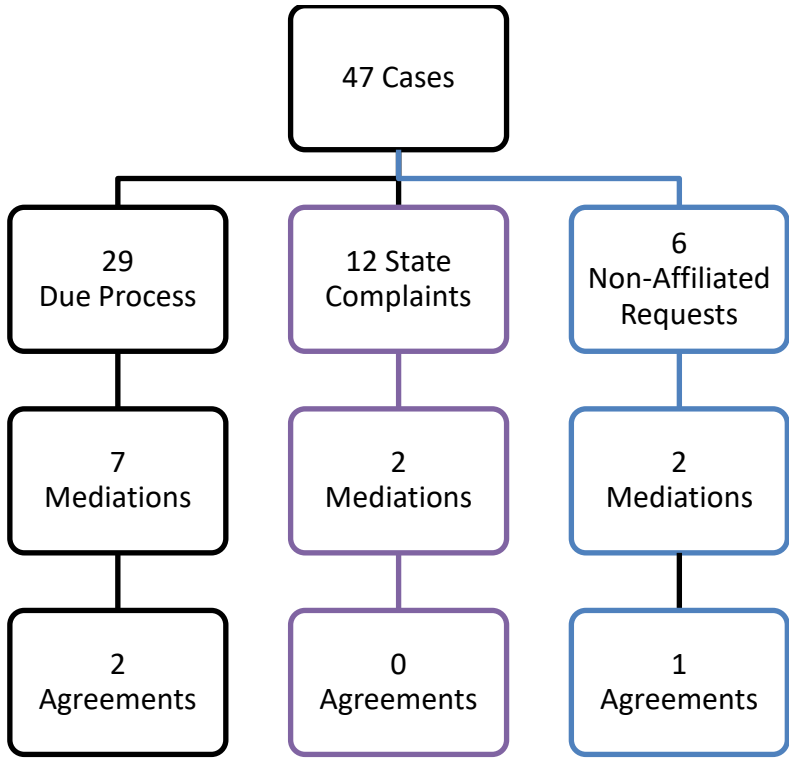 47 Cases
29
Due Process
12 State
Complaints
6
Non-Affiliated
Requests
7
Mediations
2
Mediations
2
Mediations
2
Agreements
0
Agreements
1
Agreements